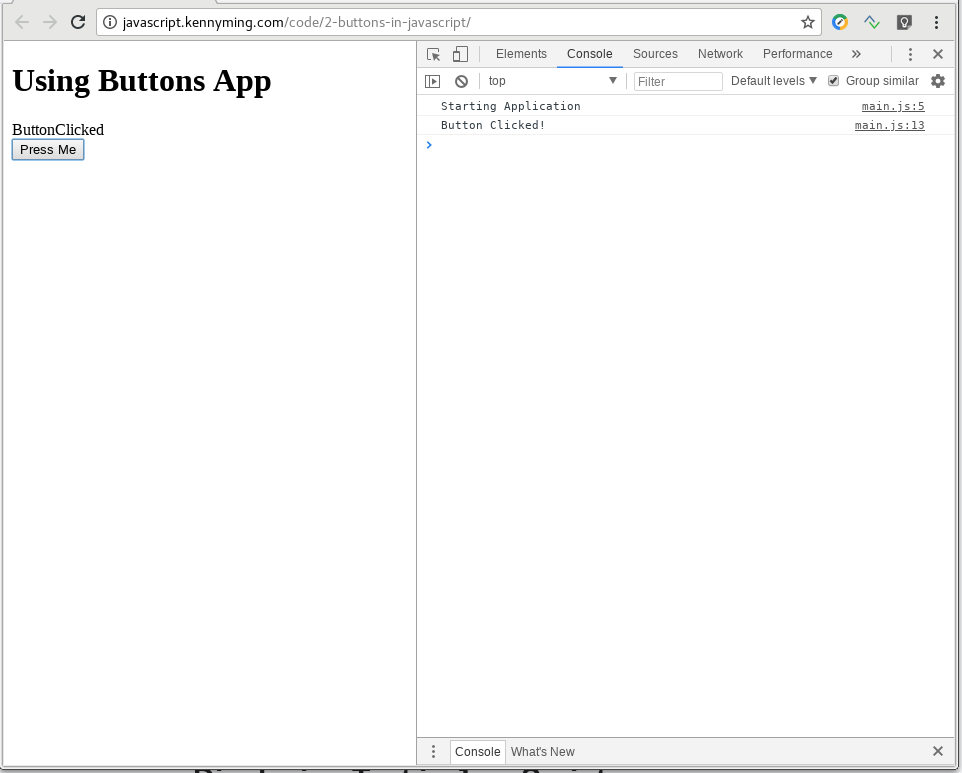 javascript.kennyming.com/code/2-buttons-in-javascript/
Elements Console Sources Network Performance »
top Filter Default levels Group similar
Using Buttons App
ButtonClicked
Press Me
Starting Application main.js:5
Button Clicked! main.js:13
Console What's New